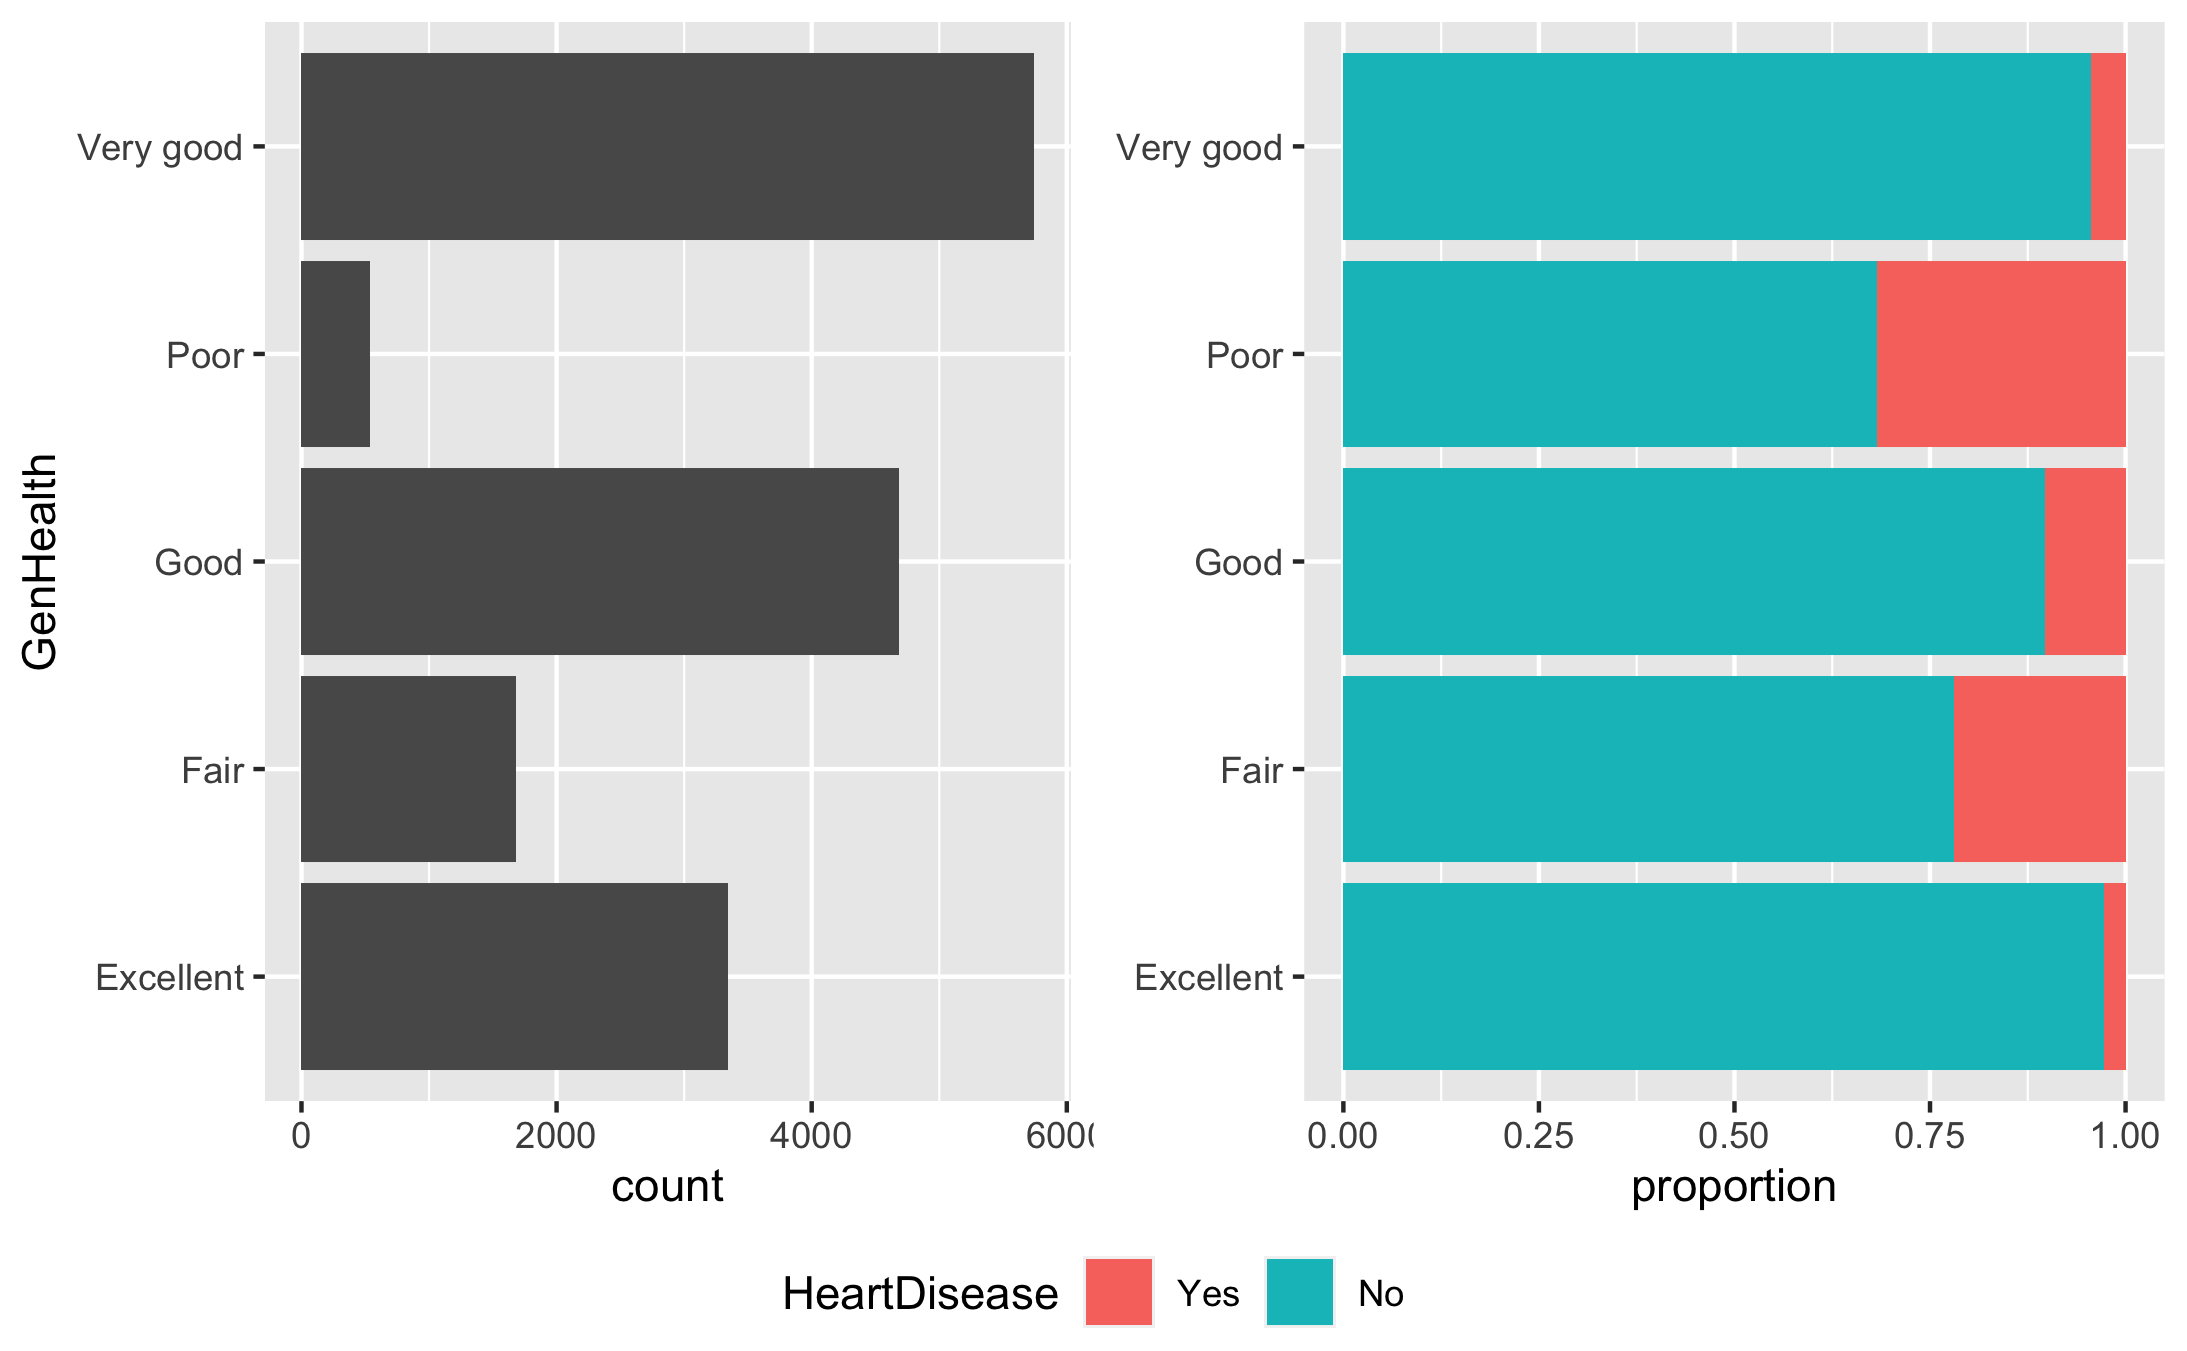 GenHealth
Very good
Poor
Good
Fair
Excellent
0 2000 4000 600
count
Very good
Poor
Good
Fair
Excellent
0.00 0.25 0.50 0.75 1.00
proportion
HeartDisease Yes No